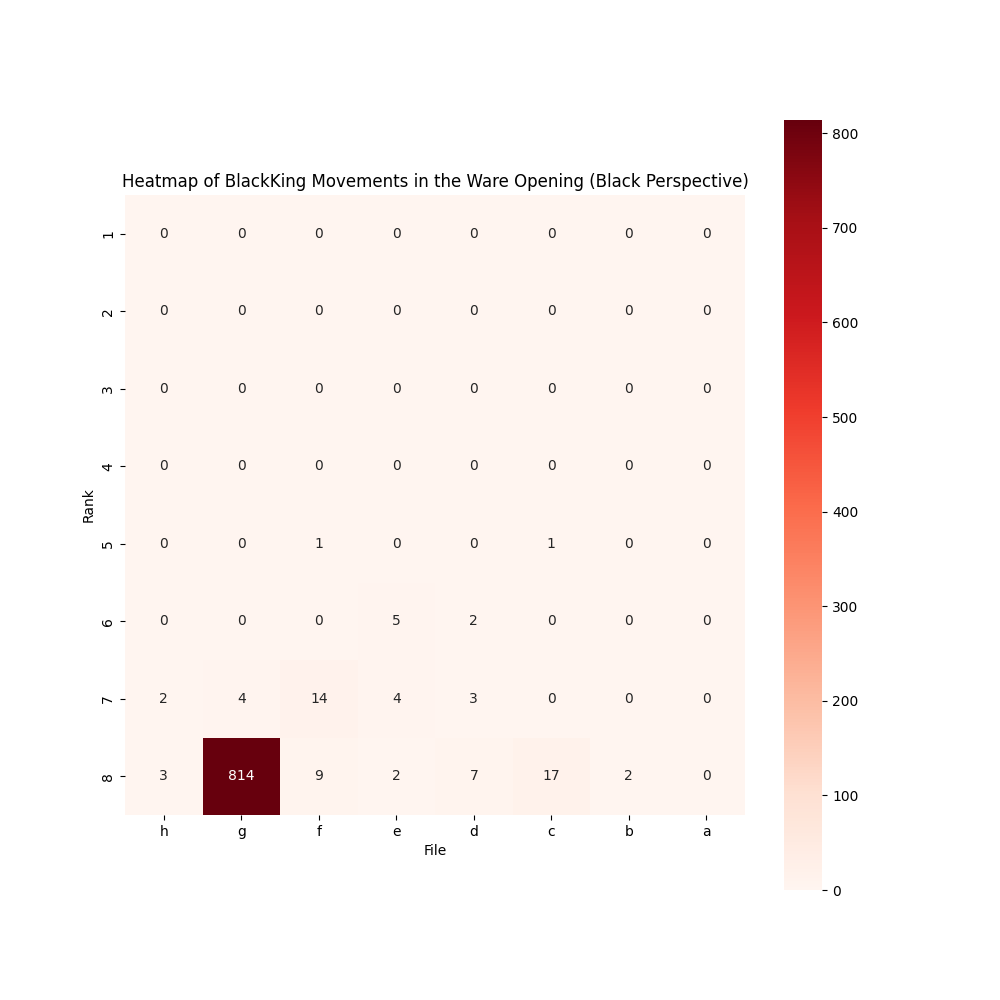 Heatmap of BlackKing Movements in the Ware Opening (Black Perspective)
1 0 0 0 0 0 0 0 0
2 0 0 0 0 0 0 0 0
3 0 0 0 0 0 0 0 0
4 0 0 0 0 0 0 0 0
5 0 0 1 0 0 1 0 0
6 0 0 0 5 2 0 0 0
7 2 4 14 4 3 0 0 0
8 3 814 9 2 7 17 2 0
h g f e d c b a
File
Rank
800
700
600
500
400
300
200
100
0